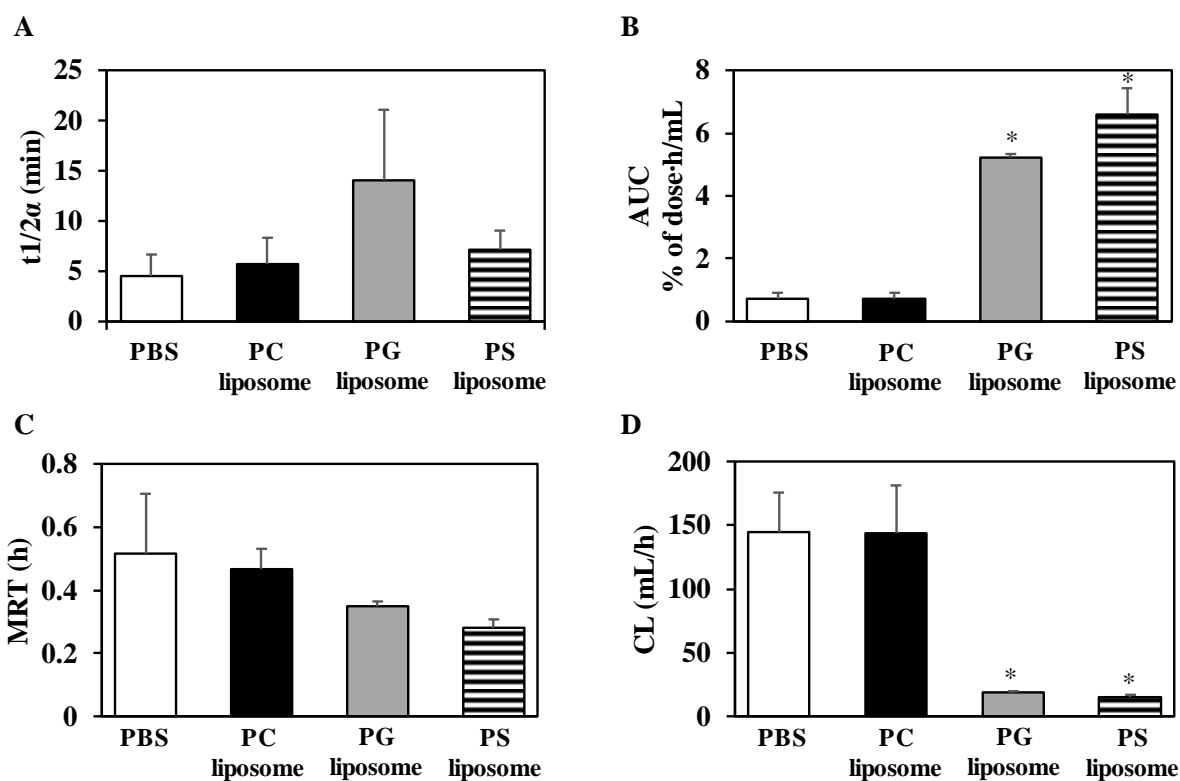 A
t1/2α (min)
25
20
15
10
5
0
PBS
PC
liposome
PG
liposome
PS
liposome
B
AUC
% of dose·h/mL
8
6
4
2
0
*
*
PBS
PC
liposome
PG
liposome
PS
liposome
C
MRT (h)
0.8
0.6
0.4
0.2
0
PBS
PC
liposome
PG
liposome
PS
liposome
D
CL (mL/h)
200
150
100
50
0
*
*
PBS
PC
liposome
PG
liposome
PS
liposome